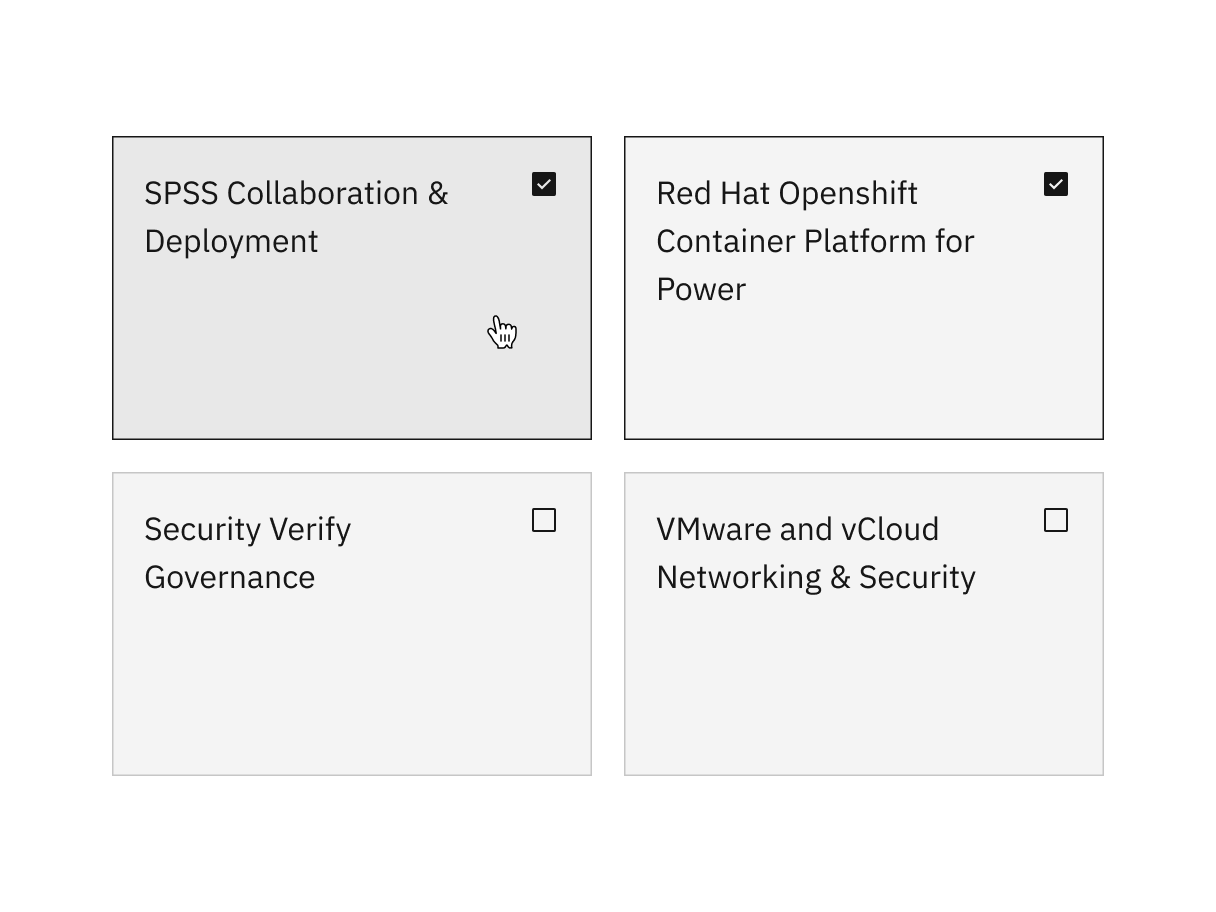 SPSS Collaboration &
Deployment
Red Hat Openshift
Container Platform for
Power
Security Verify
Governance
VMware and vCloud
Networking & Security